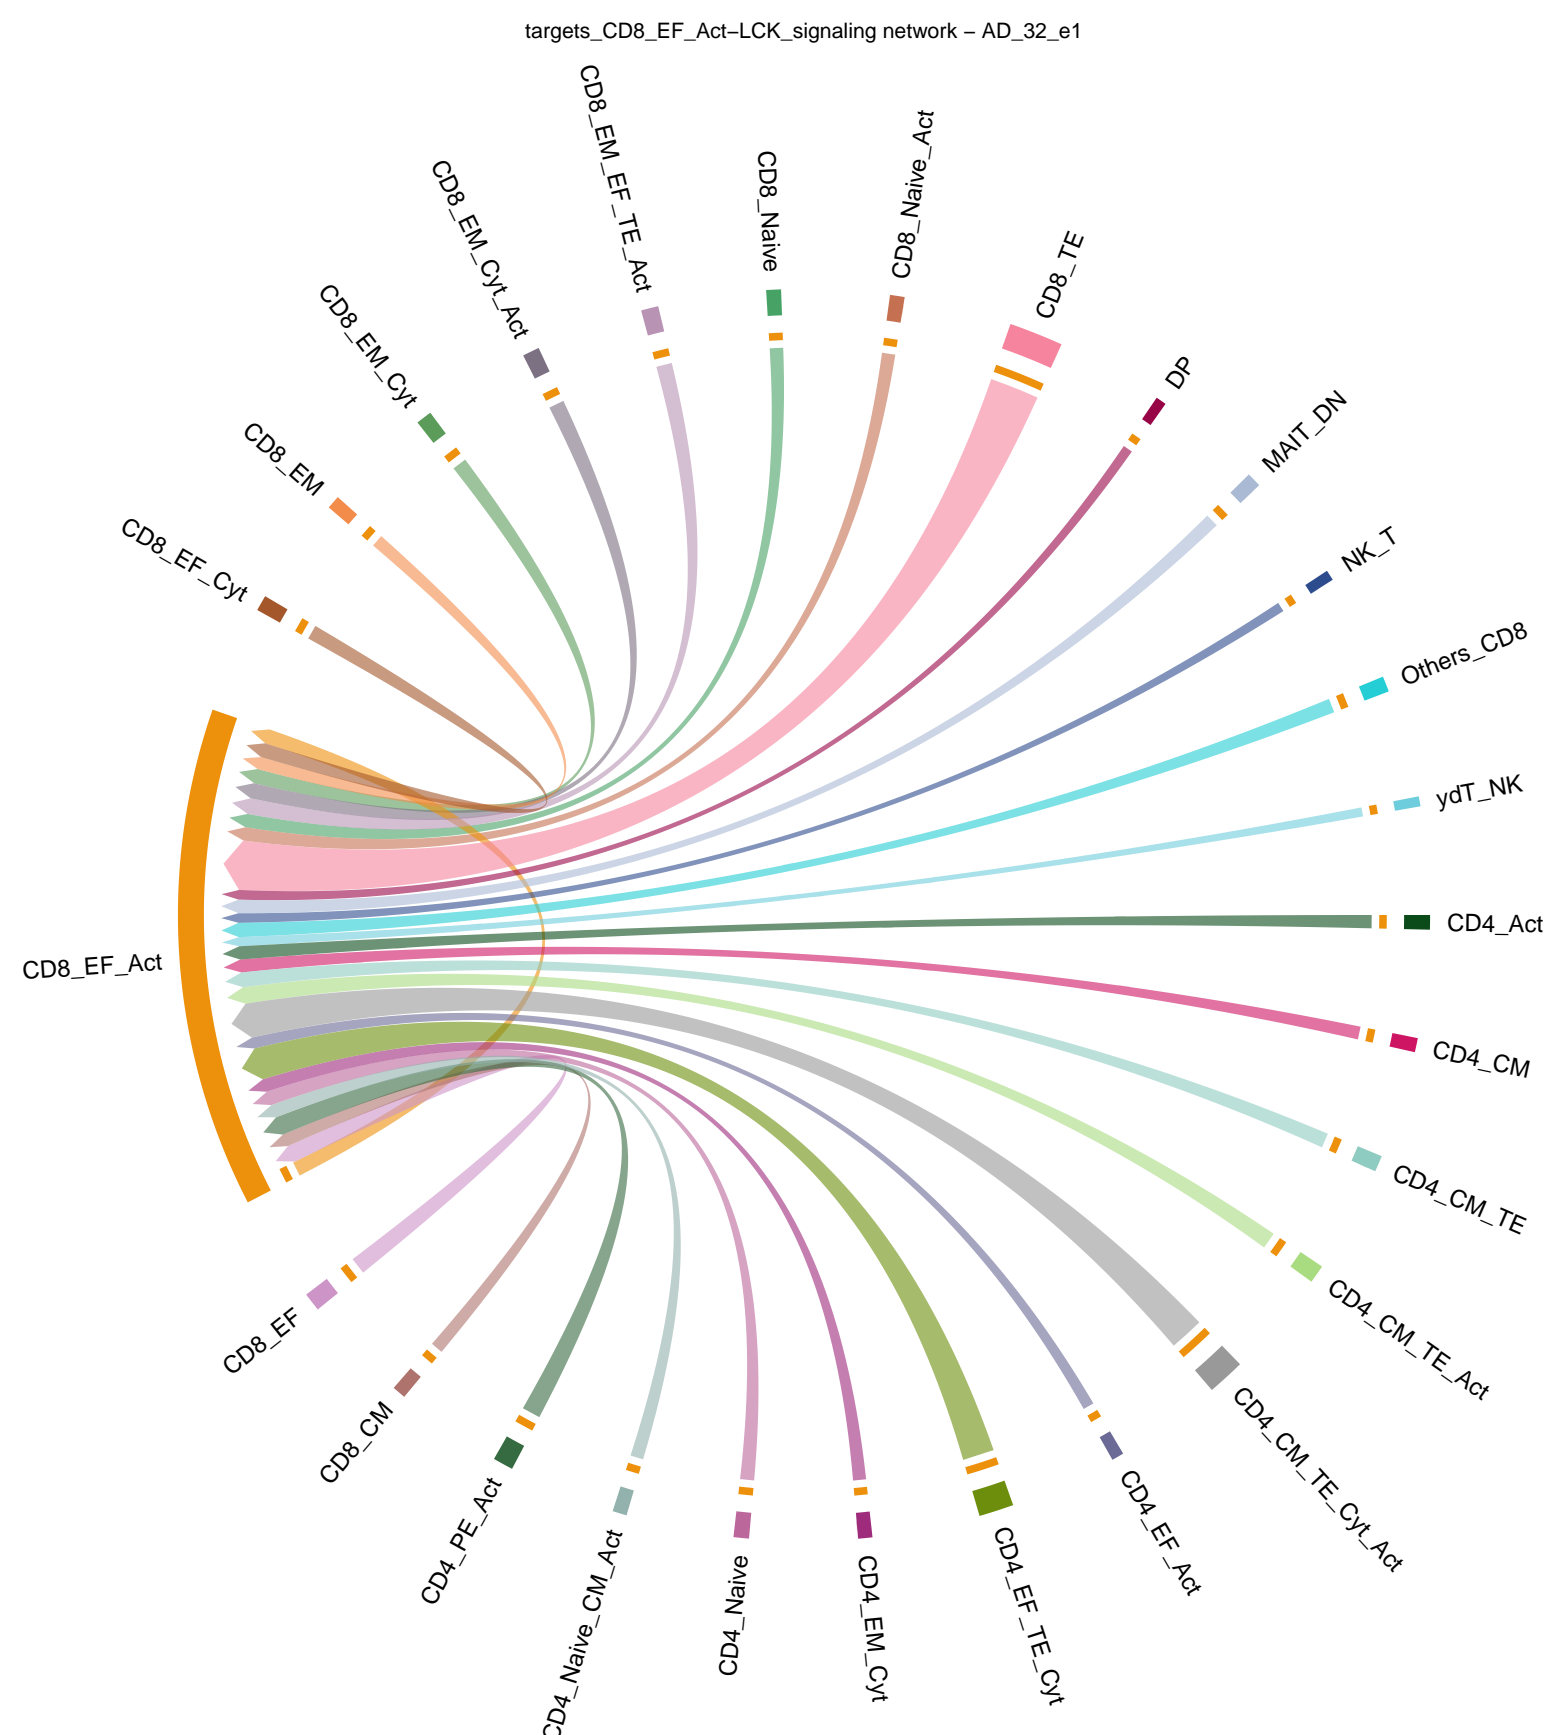 targets_CD8_EF_Act−LCK_signaling network − AD_32_e1
CD8_EM_EF_TE_Act
CD8_Naive
CD8_Naive_Act
CD8_EM_Cyt_Act
CD8_TE
CD8_EM_Cyt
DP
MAIT_DN
CD8_EM
NK_T
CD8_EF_Cyt
Others_CD8
ydT_NK
CD4_Act
CD8_EF_Act
CD4_CM
CD4_CM_TE
CD4_CM_TE_Act
CD8_EF
CD4_CM_TE_Cyt_Act
CD8_CM
CD4_EF_Act
CD4_PE_Act
CD4_EF_TE_Cyt
CD4_Naive_CM_Act
CD4_Naive
CD4_EM_Cyt